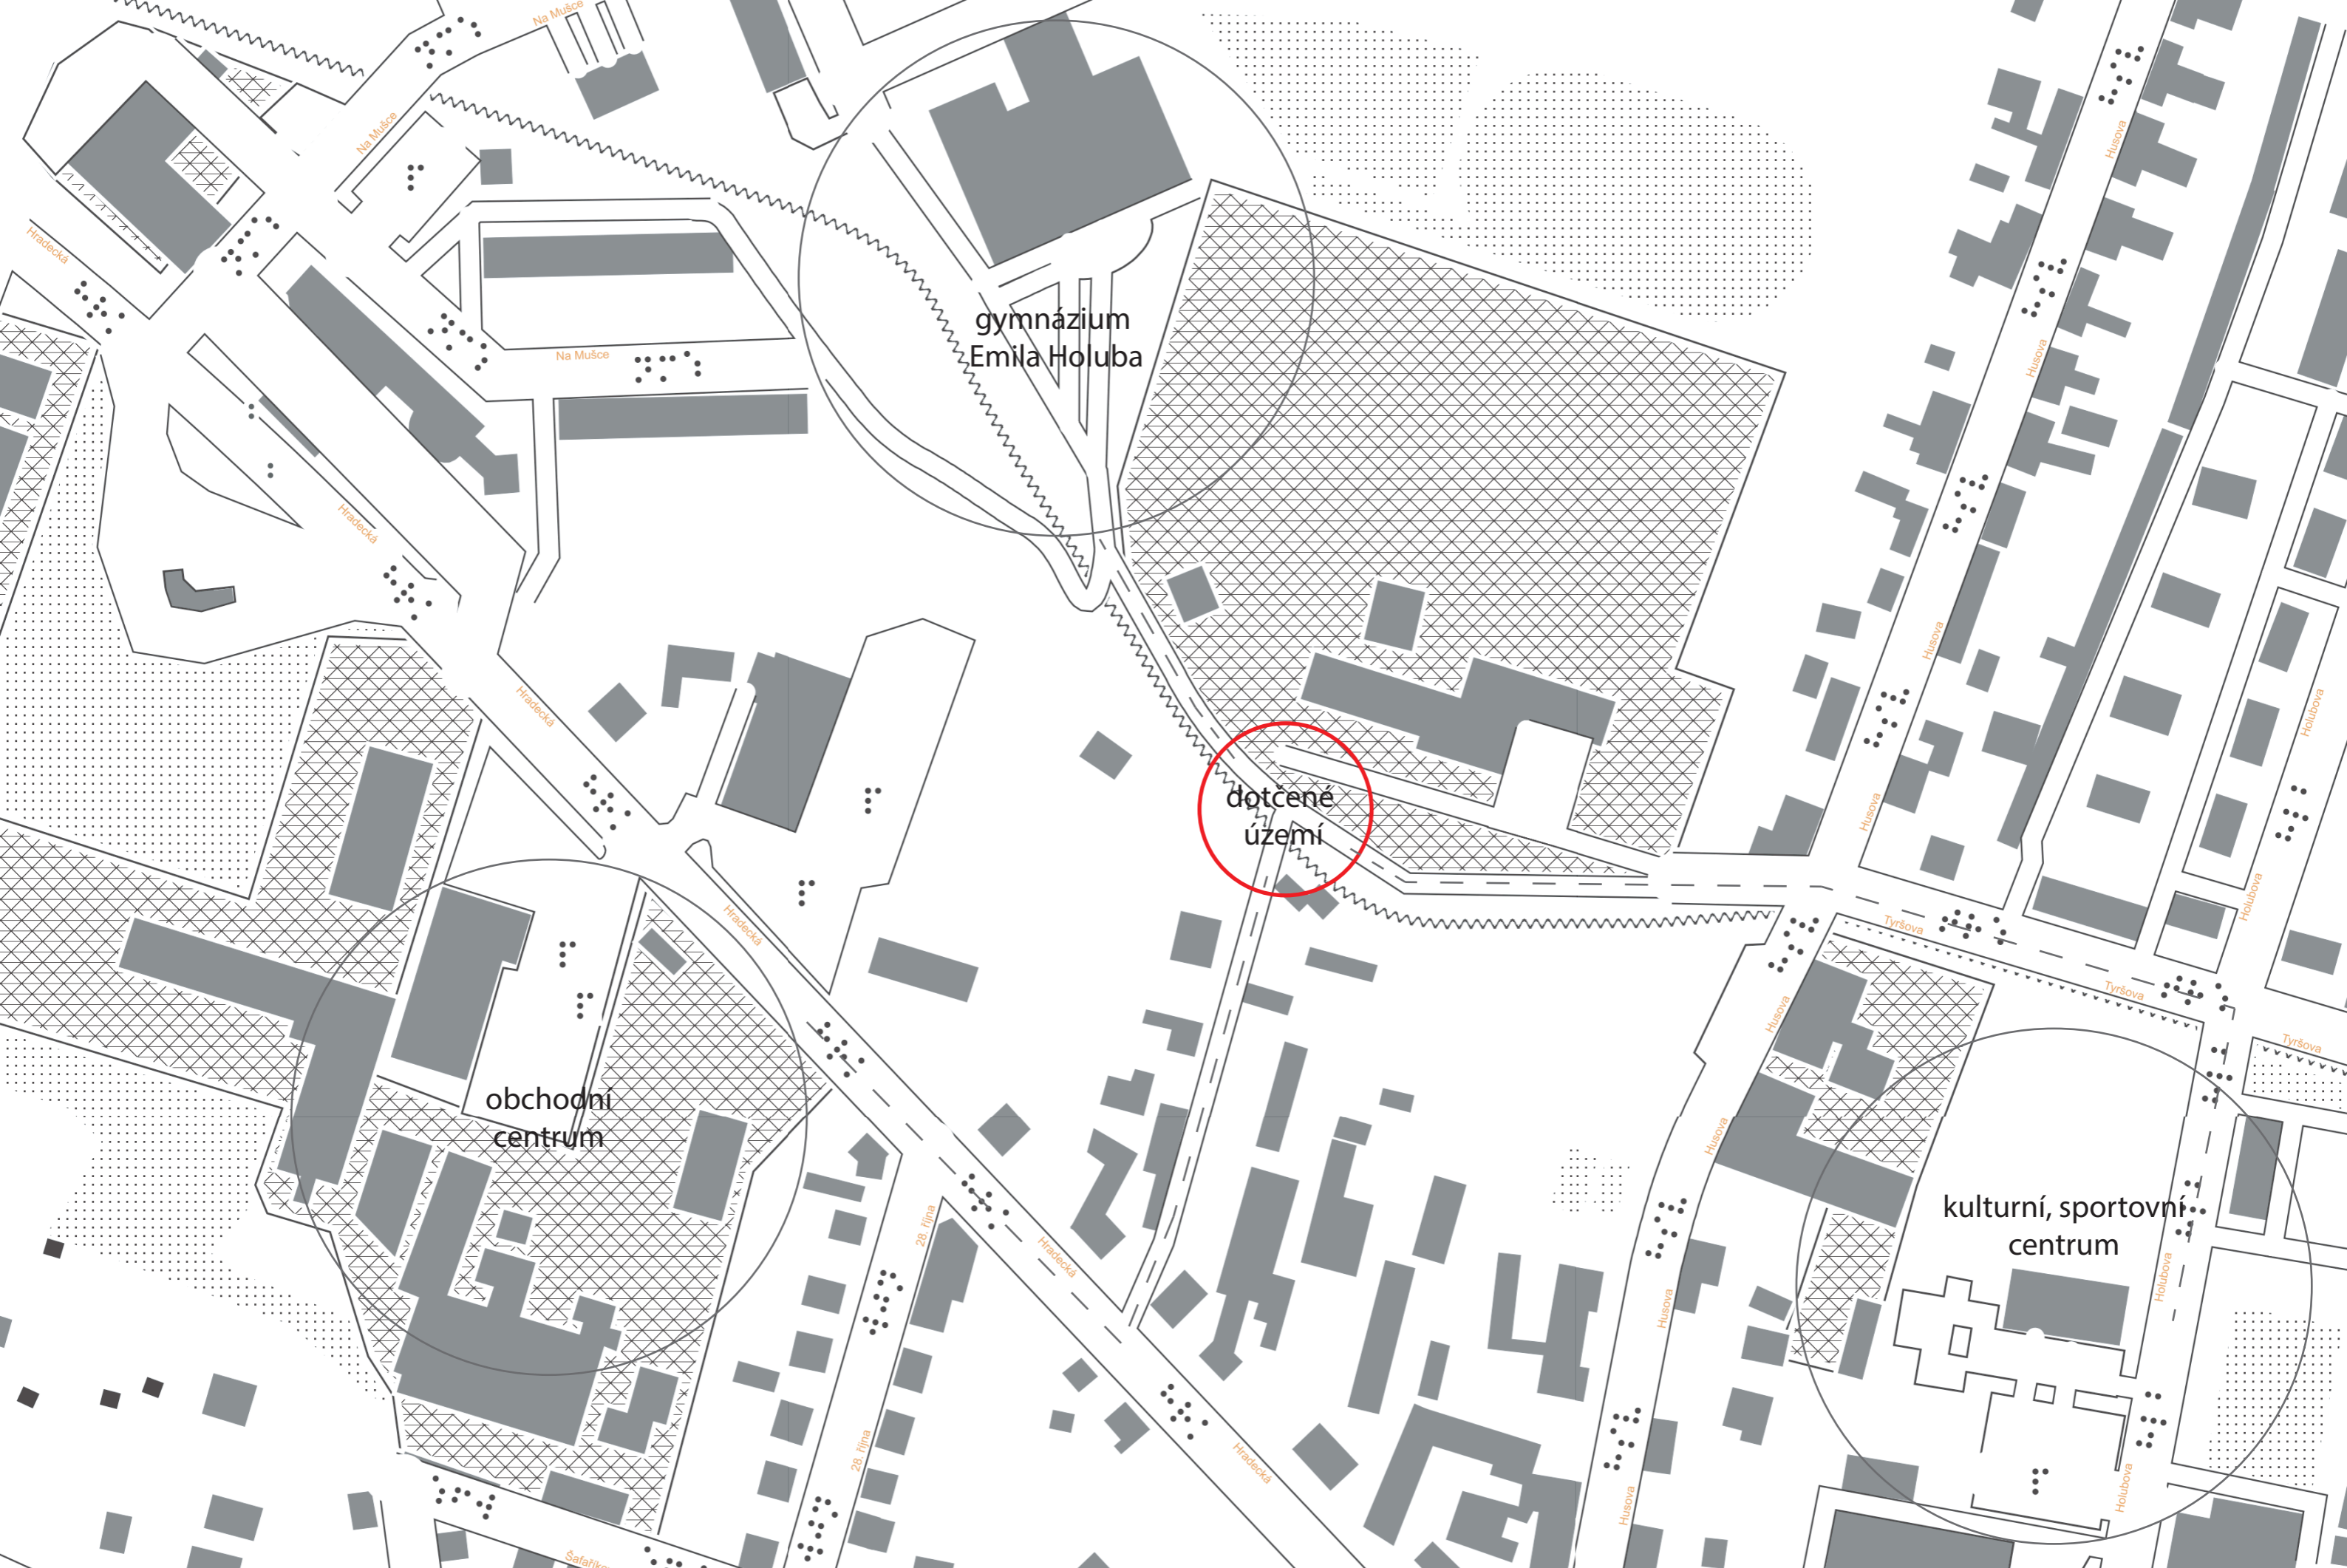 Na Mušce
Na Mušce
Husova
Hradecká
gymnázium
Emila Holuba
Na Mušce
Husova
Hradecká
Husova
Hradecká
Holubova
dotčené
území
Husova
Hradecká
Holubova
Tyršova
Tyršova
Husova
Tyršova
obchodní
centrum
Husova
kulturní, sportovní
centrum
28. října
Hradecká
Holubova
Husova
28. října
Hradecká
Holubova
Husova